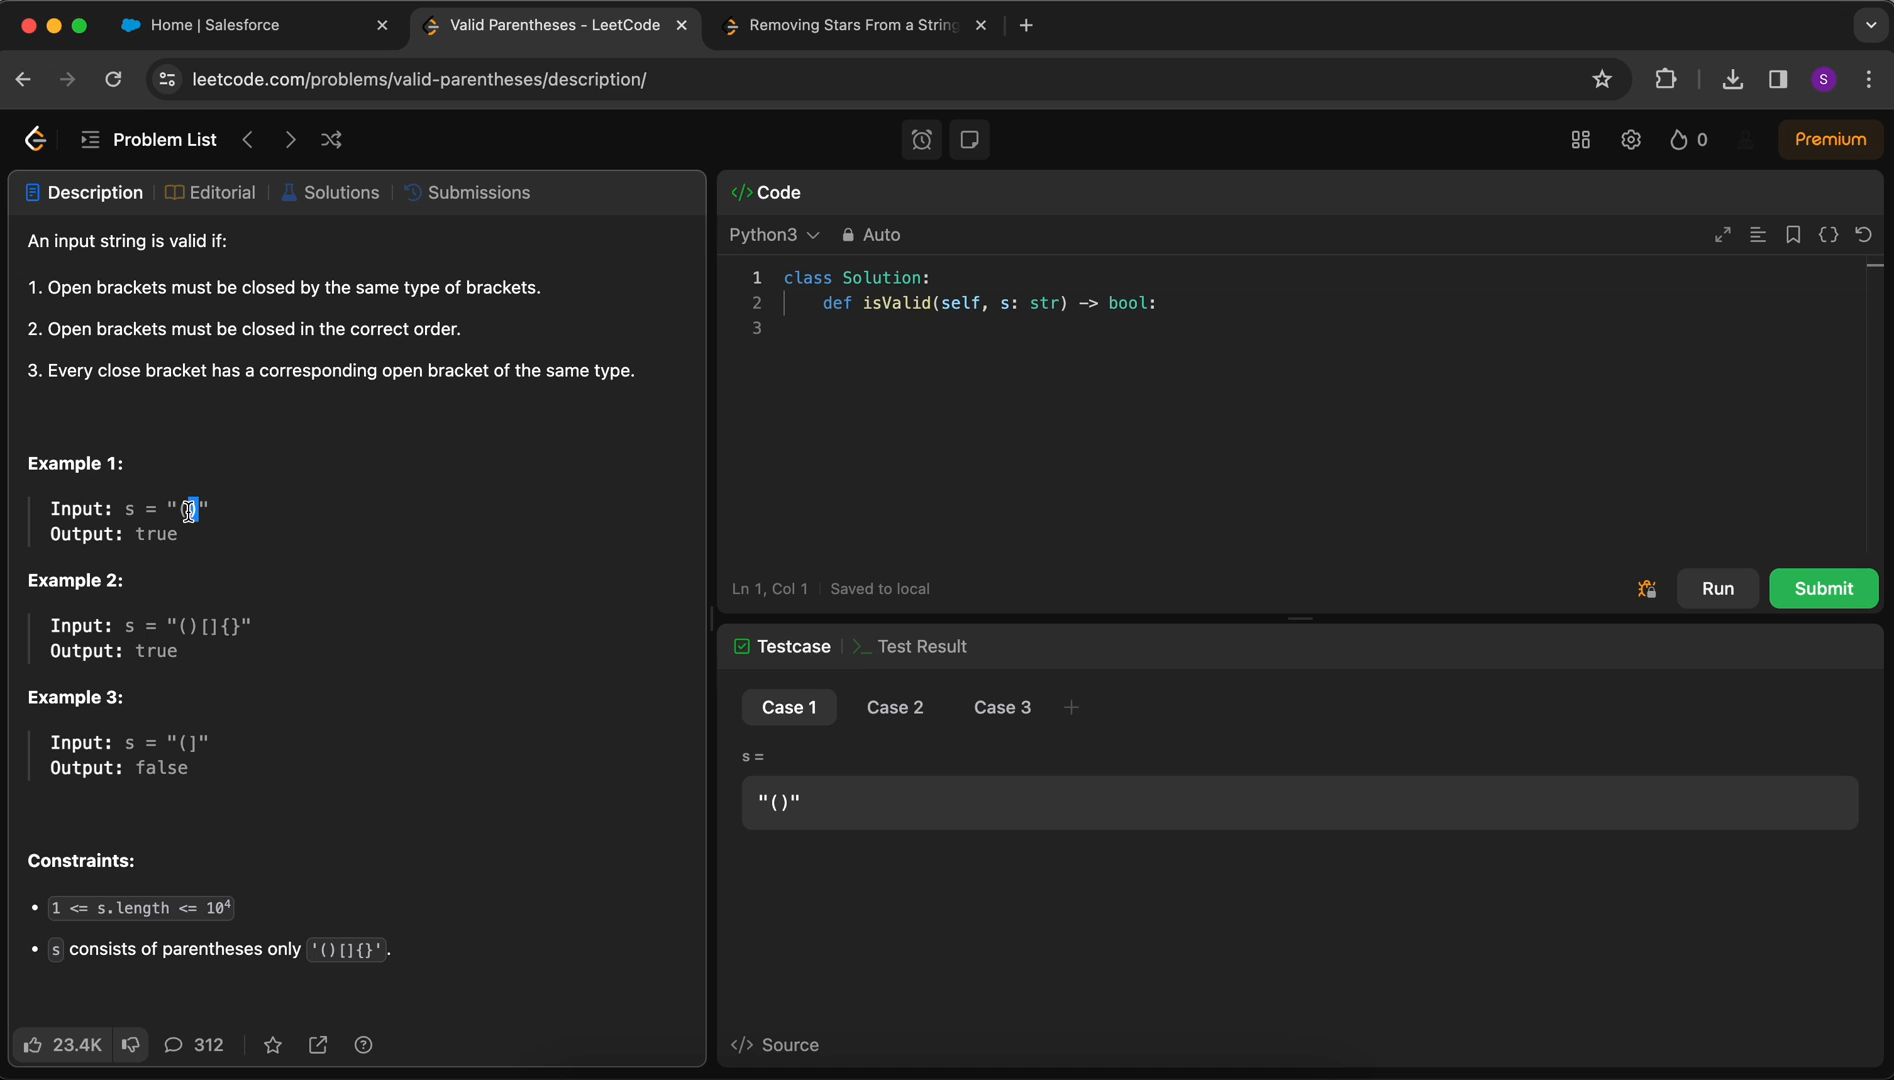 Home | Salesforce
Valid Parentheses - LeetCode
Removing Stars From a String
leetcode.com/problems/valid-parentheses/description/
S
Problem List
0
Premium
Description
Editorial
Solutions
Submissions
An input string is valid if:
1. Open brackets must be closed by the same type of brackets.
2. Open brackets must be closed in the correct order.
3. Every close bracket has a corresponding open bracket of the same type.
Example 1:
Input: s = "()"
Output: true
Example 2:
Input: s = "()[]{}"
Output: true
Example 3:
Input: s = "(]"
Output: false
Constraints:
• 1 <= s.length <= 10⁴
• s consists of parentheses only '()[]{}'.
23.4K
312
</> Code
Python3
Auto
1 class Solution:
2 def isValid(self, s: str) -> bool:
3
Ln 1, Col 1
Saved to local
Run
Submit
Testcase
>_ Test Result
Case 1
Case 2
Case 3
s =
"()"
</> Source